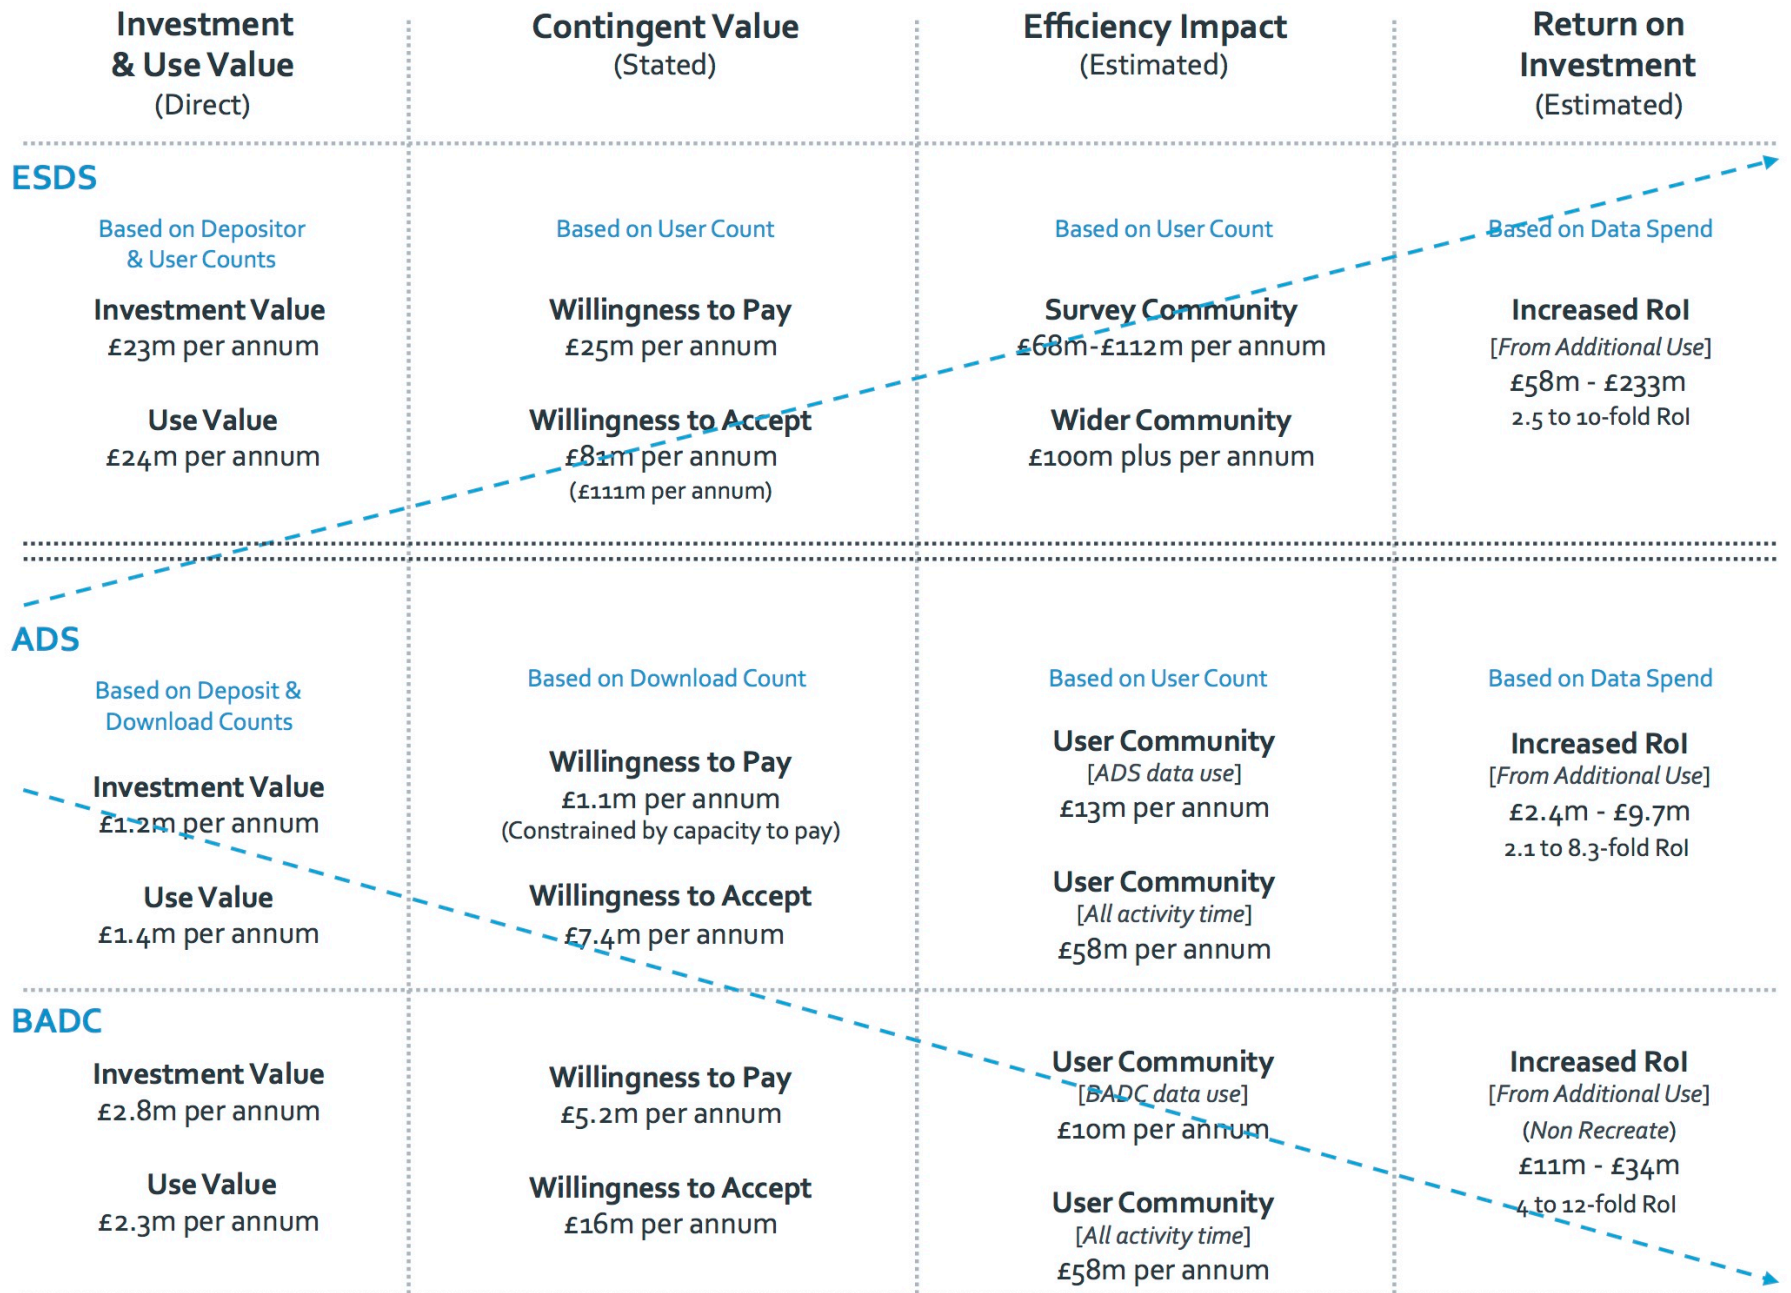 Investment
& Use Value
(Direct)
Contingent Value
(Stated)
Efficiency Impact
(Estimated)
Return on
Investment
(Estimated)
ESDS
Based on Depositor
& User Counts
Investment Value
£23m per annum
Use Value
£24m per annum
Based on User Count
Willingness to Pay
£25m per annum
Willingness to Accept
£81m per annum
(£111m per annum)
Based on User Count
Survey Community
£68m-£112m per annum
Wider Community
£100m plus per annum
Based on Data Spend
Increased RoI
[From Additional Use]
£58m - £233m
2.5 to 10-fold RoI
ADS
Based on Deposit &
Download Counts
Investment Value
£1.2m per annum
Use Value
£1.4m per annum
Based on Download Count
Willingness to Pay
£1.1m per annum
(Constrained by capacity to pay)
Willingness to Accept
£7.4m per annum
Based on User Count
User Community
[ADS data use]
£13m per annum
User Community
[All activity time]
£58m per annum
Based on Data Spend
Increased RoI
[From Additional Use]
£2.4m - £9.7m
2.1 to 8.3-fold RoI
BADC
Investment Value
£2.8m per annum
Use Value
£2.3m per annum
Willingness to Pay
£5.2m per annum
Willingness to Accept
£16m per annum
User Community
[BADC data use]
£10m per annum
User Community
[All activity time]
£58m per annum
Increased RoI
[From Additional Use]
(Non Recreate)
£11m - £34m
4 to 12-fold RoI